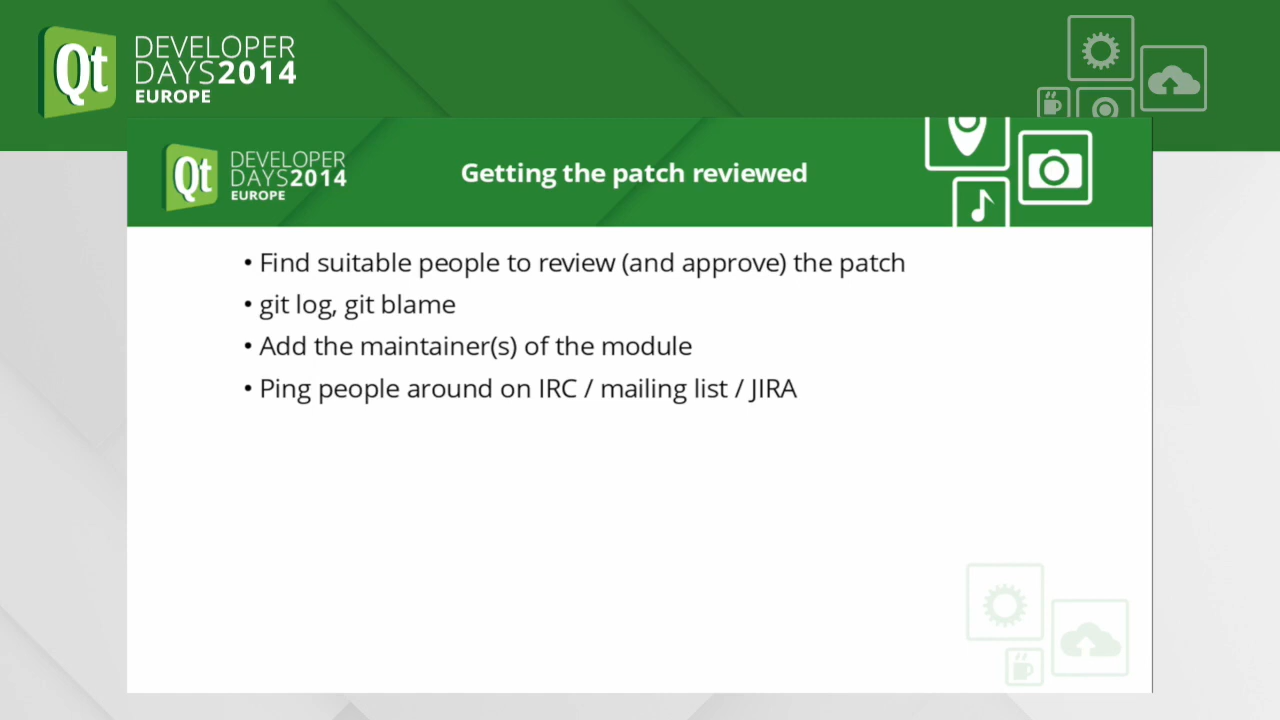 Qt DEVELOPER
DAYS2014
EUROPE
Qt DEVELOPER
DAYS2014
EUROPE
Getting the patch reviewed
• Find suitable people to review (and approve) the patch
• git log, git blame
• Add the maintainer(s) of the module
• Ping people around on IRC / mailing list / JIRA